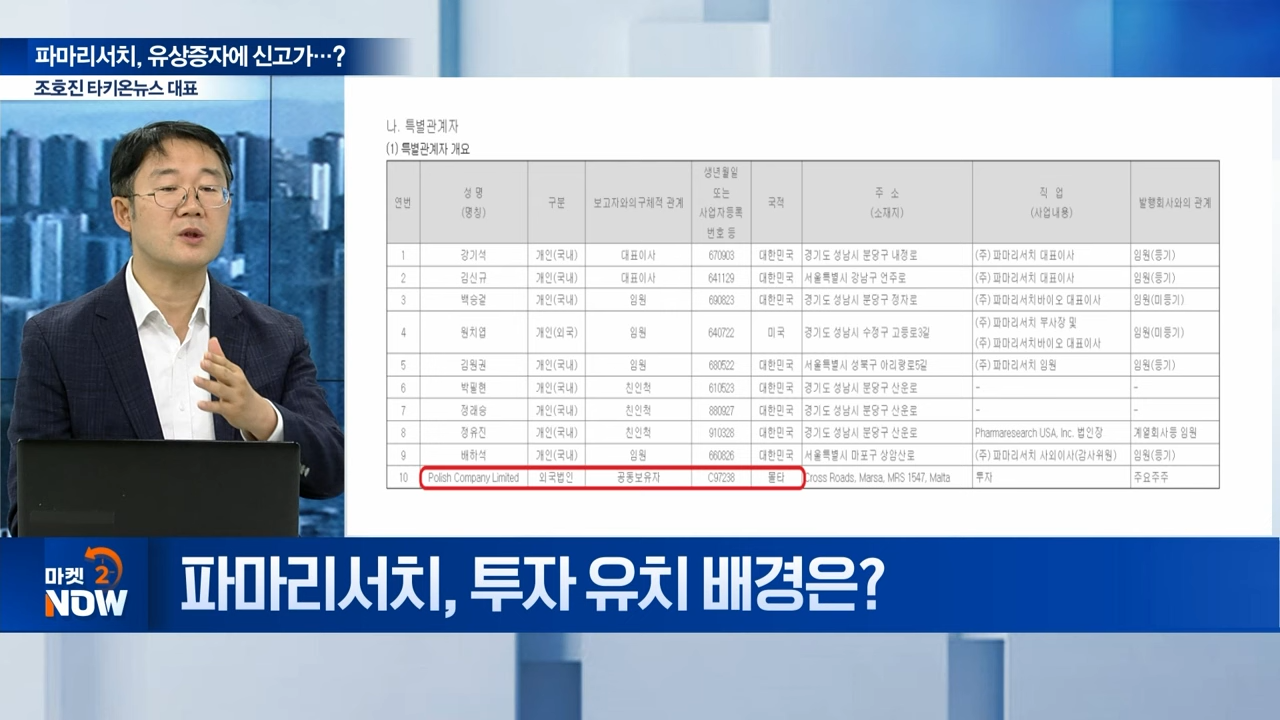 파마리서치, 유상증자에 신고가…?
조호진 타키온뉴스 대표
나. 특별관계자
(1) 특별관계자 개요
연번 성 명 (명칭) 구분 보고자와의구체적 관계 생년월일 또는 사업자등록 번호 등 국적 주 소 (소재지) 직 업 (사업내용) 발행회사와의 관계
1 강기석 개인(국내) 대표이사 670903 대한민국 경기도 성남시 분당구 내정로 (주) 파마리서치 대표이사 임원(등기)
2 김신규 개인(국내) 대표이사 641129 대한민국 서울특별시 강남구 언주로 (주) 파마리서치 대표이사 임원(등기)
3 백승걸 개인(국내) 임원 690823 대한민국 경기도 성남시 분당구 정자로 (주) 파마리서치바이오 대표이사 임원(미등기)
4 원치엽 개인(외국) 임원 640722 미국 경기도 성남시 수정구 고등로3길 (주) 파마리서치 부사장 및 (주) 파마리서치바이오 대표이사 임원(미등기)
5 김원권 개인(국내) 임원 680522 대한민국 서울특별시 성북구 아리랑로5길 (주) 파마리서치 임원 임원(등기)
6 박필현 개인(국내) 친인척 610523 대한민국 경기도 성남시 분당구 산운로 - -
7 정래승 개인(국내) 친인척 880927 대한민국 경기도 성남시 분당구 산운로 - -
8 정유진 개인(국내) 친인척 910328 대한민국 경기도 성남시 분당구 산운로 Pharmaresearch USA, Inc. 법인장 계열회사등 임원
9 배하석 개인(국내) 임원 660826 대한민국 서울특별시 마포구 상암산로 (주) 파마리서치 사외이사(감사위원) 임원(등기)
10 Polish Company Limited 외국법인 공동보유자 C97238 몰타 Cross Roads, Marsa, MRS 1547, Malta 투자 주요주주
마켓 2
NOW
파마리서치, 투자 유치 배경은?